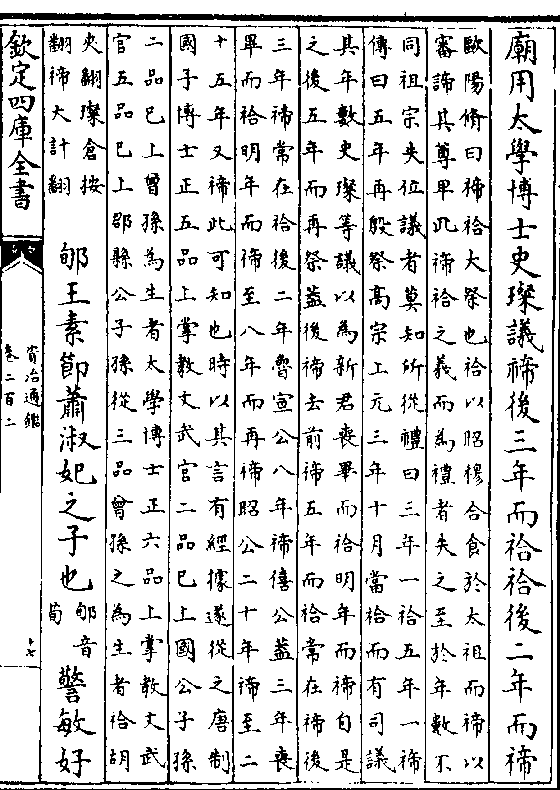 廟用太學博士史璨議禘後三年而祫祫後二年而禘
歐陽脩曰禘祫大祭也祫以昭穆合食於太祖而禘以
審諦其尊卑此禘祫之義而為禮者失之至於年數不
同祖宗失位議者莫知所從禮曰三年一祫五年一禘
傳曰五年再殷祭高宗上元三年十月當祫而有司議
其年數史璨等議以為新君喪畢而祫明年而禘自是
之後五年而再祭蓋後禘去前禘五年而祫常在禘後
三年禘常在祫後二年魯宣公八年禘僖公蓋三年喪
畢而祫明年而禘至八年而再禘昭公二十年禘至二
十五年又禘此可知也時以其言有經據遂從之唐制
國子博士正五品上掌教文武官二品已上國公子孫
二品已上曾孫為生者太學博士正六品上掌教文武
官五品已上郡縣公子孫從三品曾孫之為生者祫胡
夾翻璨倉按
翻禘大計翻
郇王素節蕭淑妃之子也
郇音
荀
警敏好
欽定四庫全書
資治通鑑
卷二百二
十七